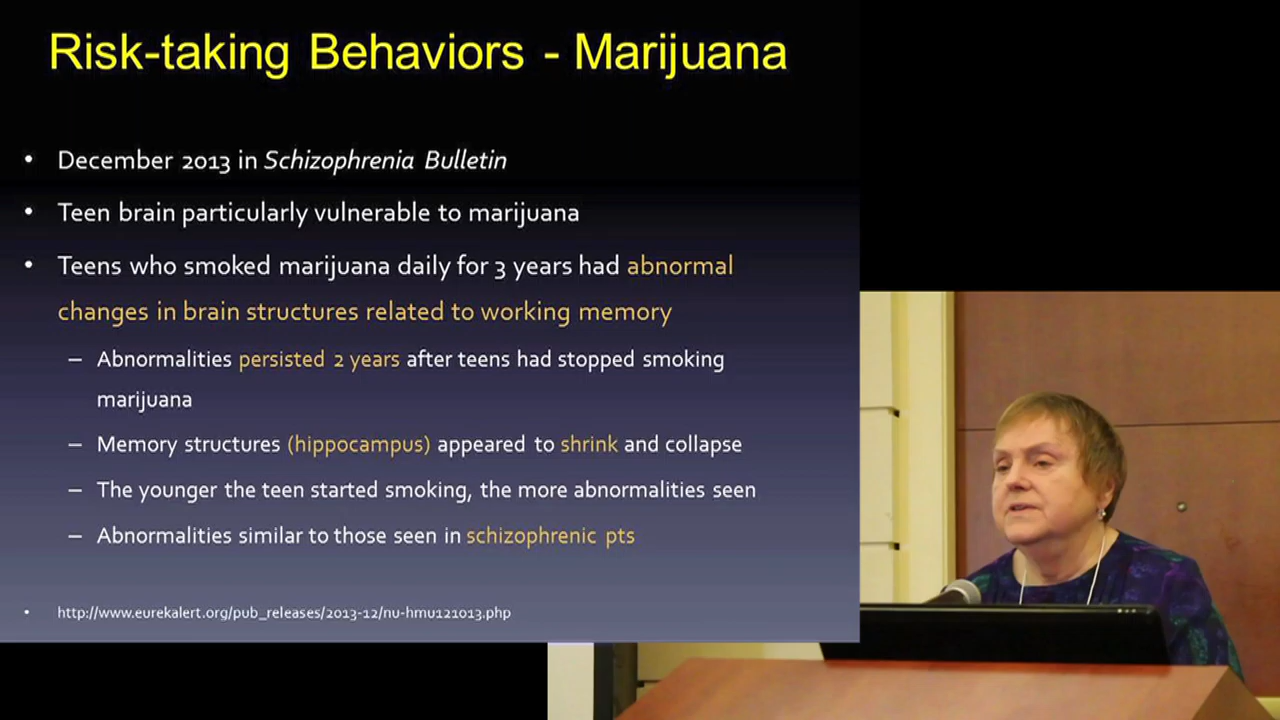 Risk-taking Behaviors - Marijuana
• December 2013 in Schizophrenia Bulletin
• Teen brain particularly vulnerable to marijuana
• Teens who smoked marijuana daily for 3 years had abnormal
changes in brain structures related to working memory
– Abnormalities persisted 2 years after teens had stopped smoking
marijuana
– Memory structures (hippocampus) appeared to shrink and collapse
– The younger the teen started smoking, the more abnormalities seen
– Abnormalities similar to those seen in schizophrenic pts
• http://www.eurekalert.org/pub_releases/2013-12/nu-hmu121013.php